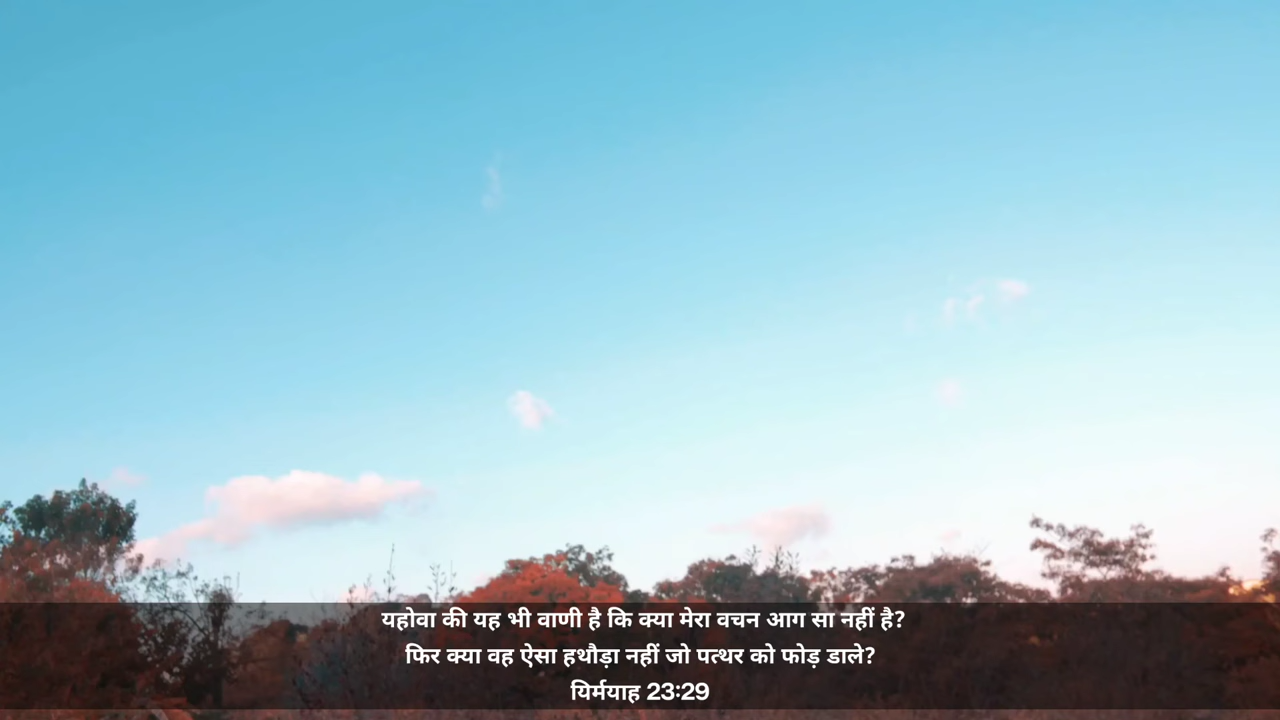 यहोवा की यह भी वाणी है कि क्या मेरा वचन आग सा नहीं है?
फिर क्या वह ऐसा हथौड़ा नहीं जो पत्थर को फोड़ डाले?
यिर्मयाह 23:29